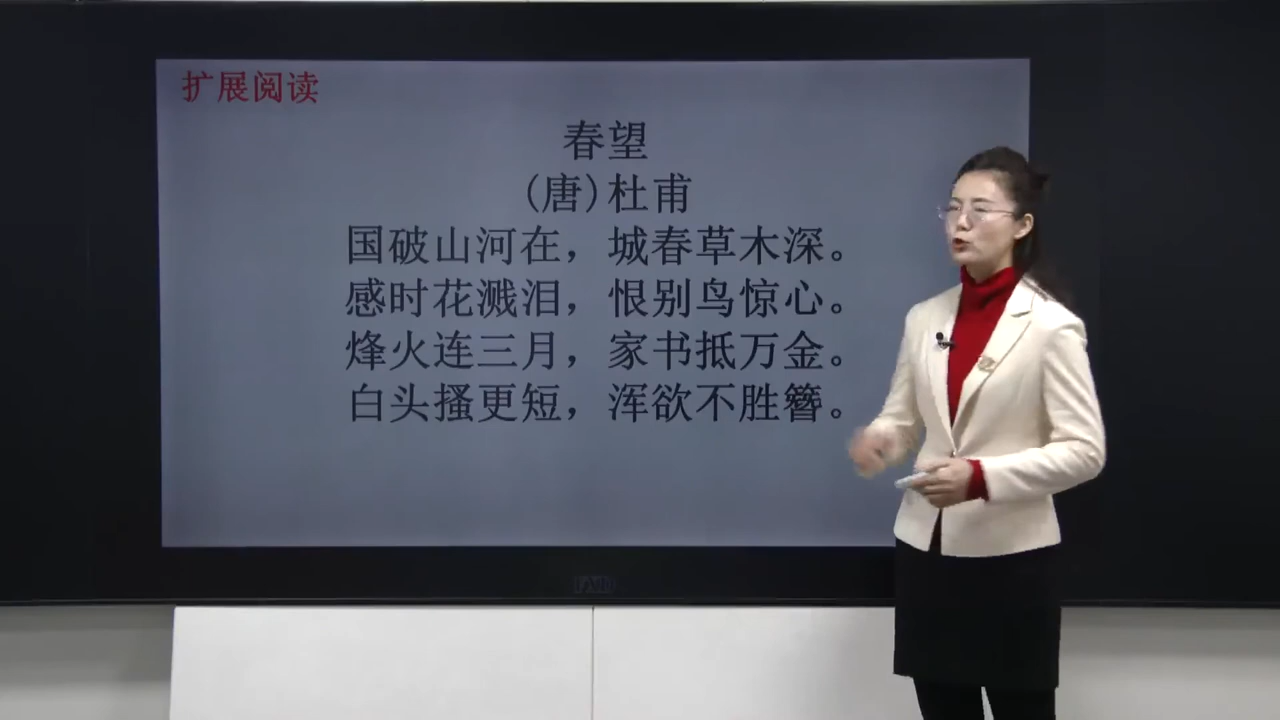 扩展阅读
春望
(唐)杜甫
国破山河在，城春草木深。
感时花溅泪，恨别鸟惊心。
烽火连三月，家书抵万金。
白头搔更短，浑欲不胜簪。